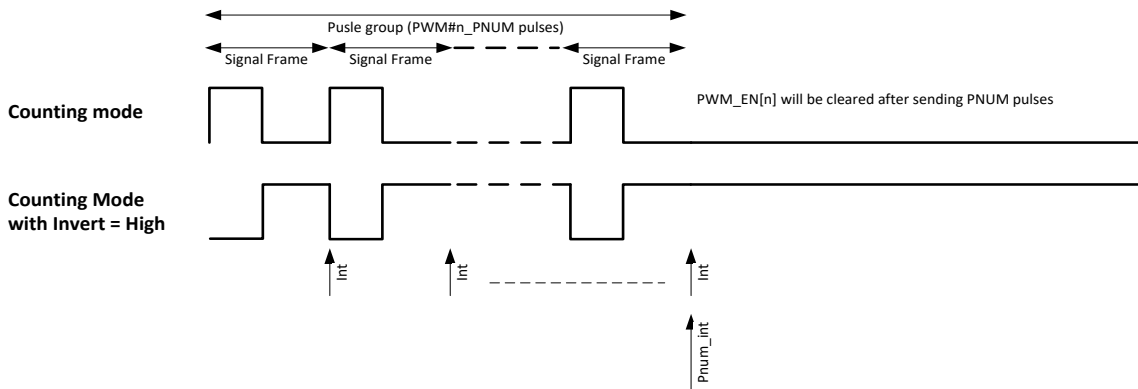 Pusle group (PWM#n_PNUM pulses)
Signal Frame
Signal Frame
Signal Frame
Counting mode
PWM_EN[n] will be cleared after sending PNUM pulses
Counting Mode
with Invert = High
Int
Int
Int
Pnum_int